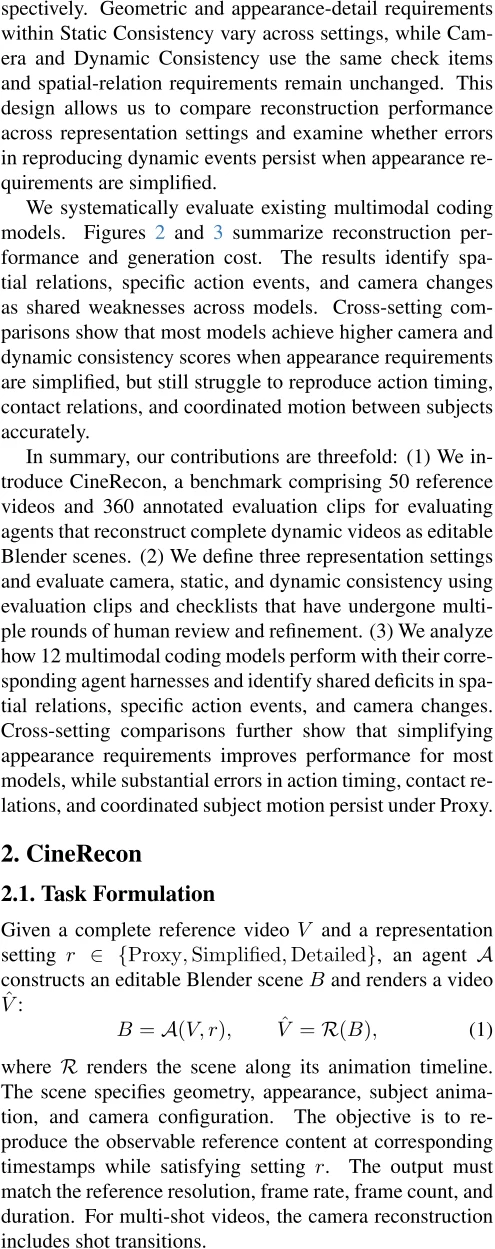 spectively. Geometric and appearance-detail requirements
within Static Consistency vary across settings, while Cam-
era and Dynamic Consistency use the same check items
and spatial-relation requirements remain unchanged. This
design allows us to compare reconstruction performance
across representation settings and examine whether errors
in reproducing dynamic events persist when appearance re-
quirements are simplified.
We systematically evaluate existing multimodal coding
models. Figures 2 and 3 summarize reconstruction per-
formance and generation cost. The results identify spa-
tial relations, specific action events, and camera changes
as shared weaknesses across models. Cross-setting com-
parisons show that most models achieve higher camera and
dynamic consistency scores when appearance requirements
are simplified, but still struggle to reproduce action timing,
contact relations, and coordinated motion between subjects
accurately.
In summary, our contributions are threefold: (1) We in-
troduce CineRecon, a benchmark comprising 50 reference
videos and 360 annotated evaluation clips for evaluating
agents that reconstruct complete dynamic videos as editable
Blender scenes. (2) We define three representation settings
and evaluate camera, static, and dynamic consistency using
evaluation clips and checklists that have undergone multi-
ple rounds of human review and refinement. (3) We analyze
how 12 multimodal coding models perform with their corre-
sponding agent harnesses and identify shared deficits in spa-
tial relations, specific action events, and camera changes.
Cross-setting comparisons further show that simplifying
appearance requirements improves performance for most
models, while substantial errors in action timing, contact re-
lations, and coordinated subject motion persist under Proxy.
2. CineRecon
2.1. Task Formulation
Given a complete reference video V and a representation
setting r ∈ {Proxy, Simplified, Detailed}, an agent 𝒜
constructs an editable Blender scene B and renders a video
V̂:
B = 𝒜(V, r), V̂ = ℛ(B), (1)
where ℛ renders the scene along its animation timeline.
The scene specifies geometry, appearance, subject anima-
tion, and camera configuration. The objective is to re-
produce the observable reference content at corresponding
timestamps while satisfying setting r. The output must
match the reference resolution, frame rate, frame count, and
duration. For multi-shot videos, the camera reconstruction
includes shot transitions.